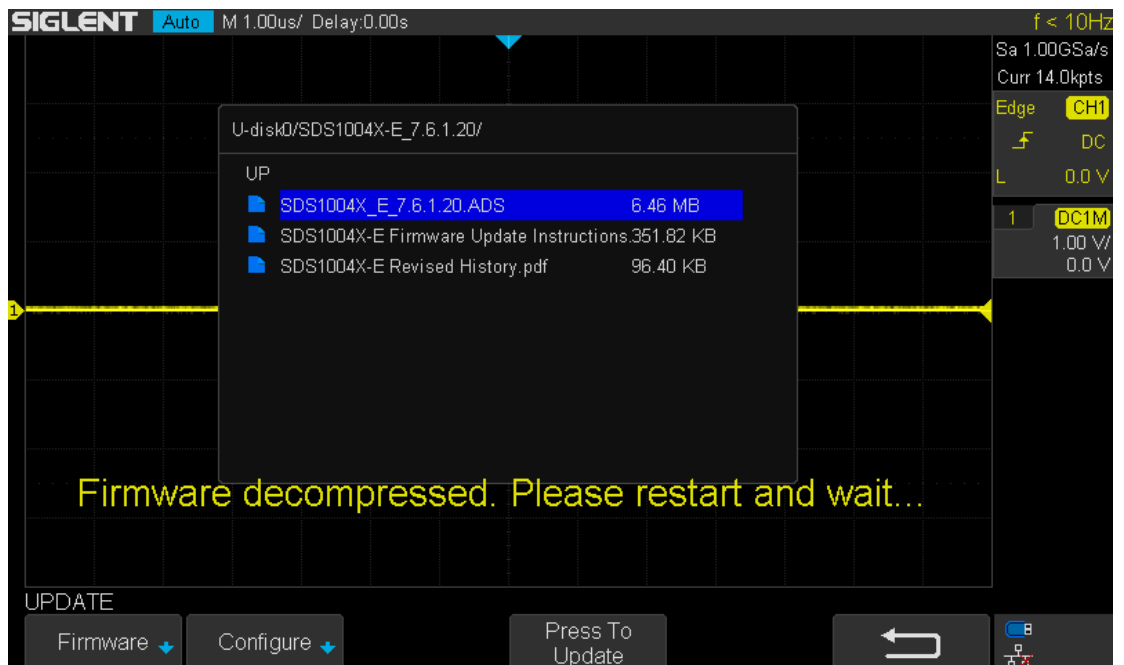 SIGLENT Auto M 1.00us/ Delay:0.00s f < 10Hz
Sa 1.00GSa/s
Curr 14.0kpts
Edge CH1
DC
L 0.0 V
1 DC1M
1.00 V/
0.0 V
U-disk0/SDS1004X-E_7.6.1.20/
UP
SDS1004X_E_7.6.1.20.ADS 6.46 MB
SDS1004X-E Firmware Update Instructions.351.82 KB
SDS1004X-E Revised History.pdf 96.40 KB
1
Firmware decompressed. Please restart and wait...
UPDATE
Firmware Configure Press To
Update